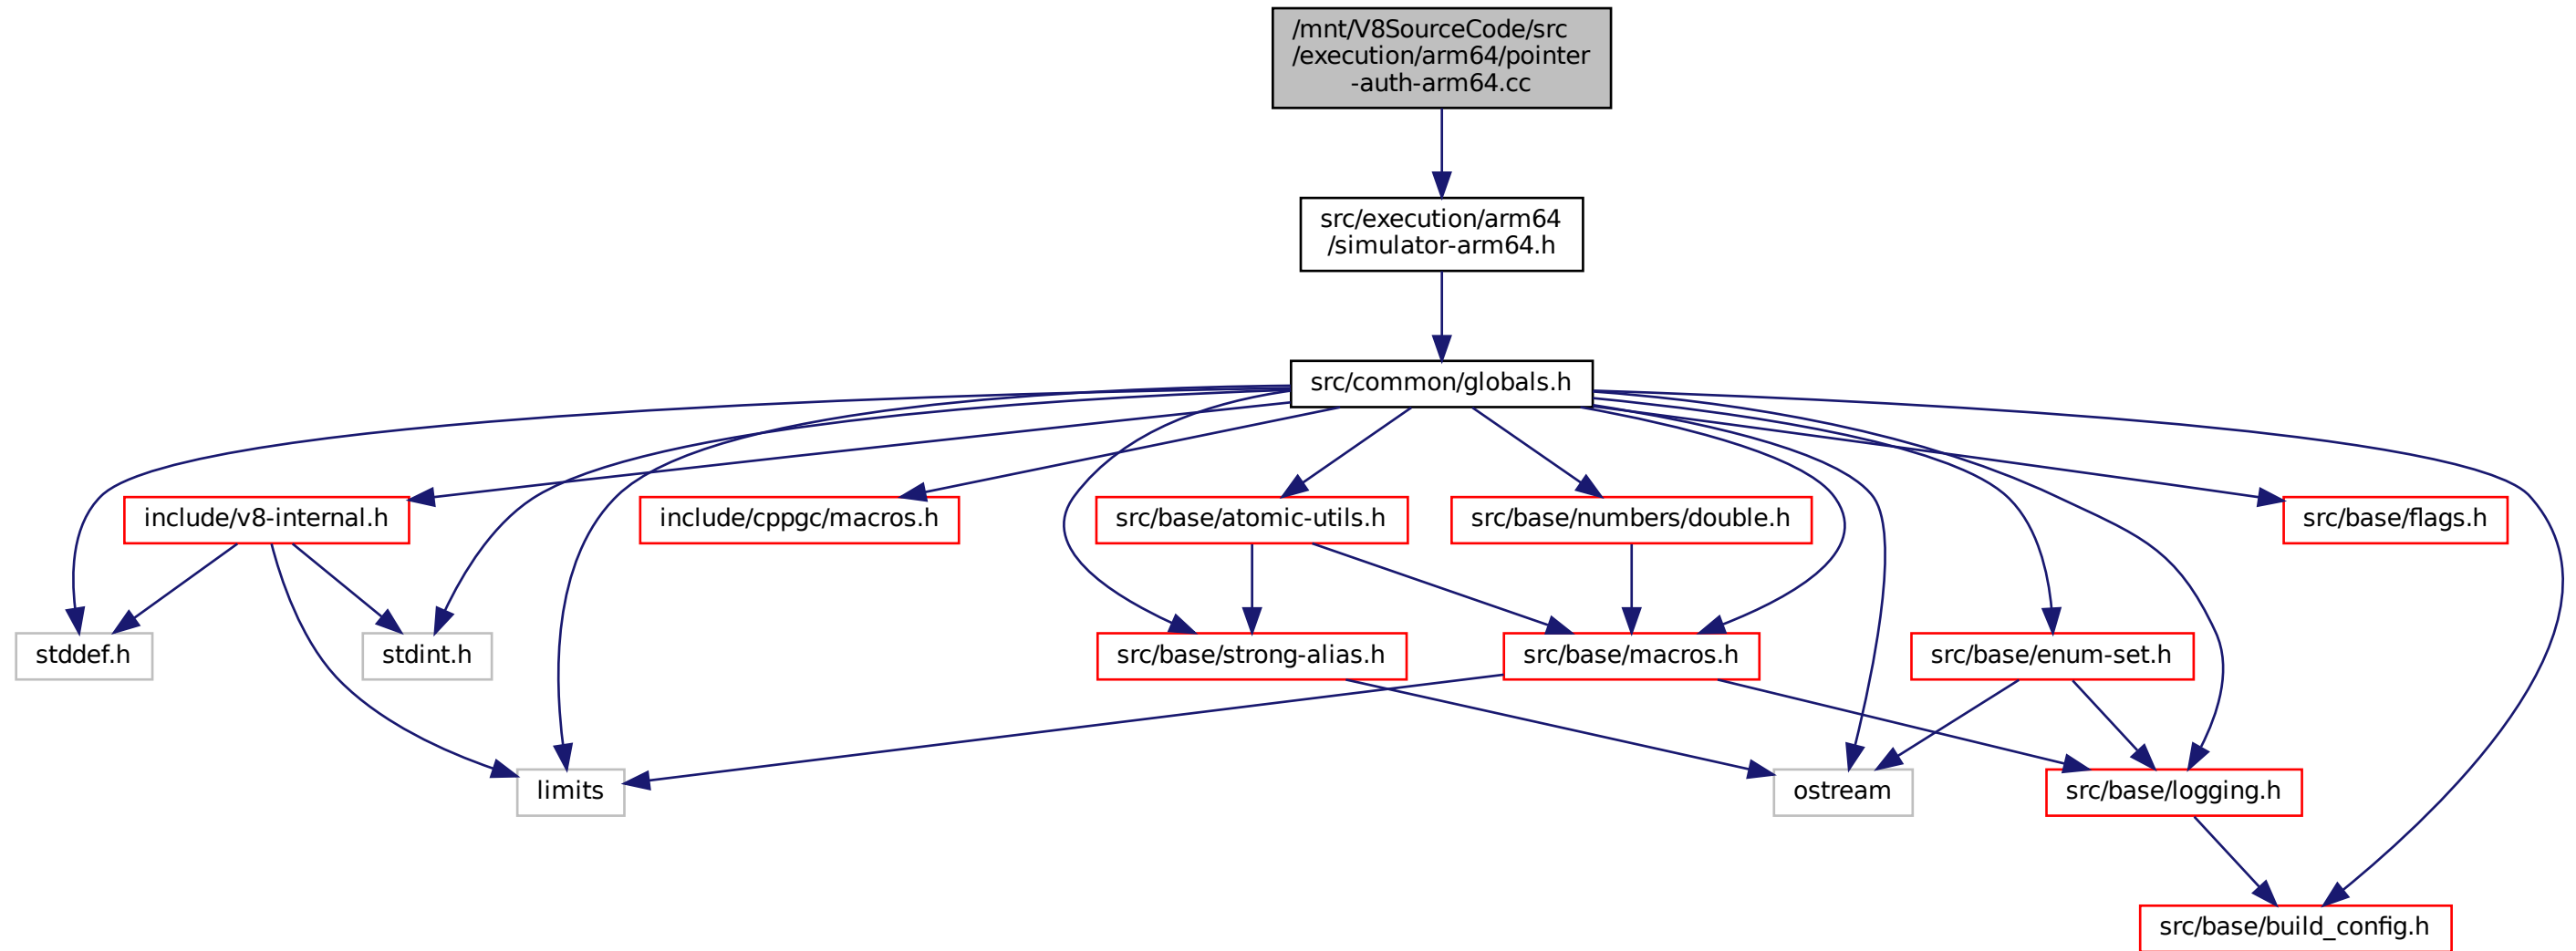 /mnt/V8SourceCode/src
/execution/arm64/pointer
-auth-arm64.cc
src/execution/arm64
/simulator-arm64.h
src/common/globals.h
include/v8-internal.h
include/cppgc/macros.h
src/base/atomic-utils.h
src/base/numbers/double.h
src/base/flags.h
stddef.h
stdint.h
src/base/strong-alias.h
src/base/macros.h
src/base/enum-set.h
limits
ostream
src/base/logging.h
src/base/build_config.h